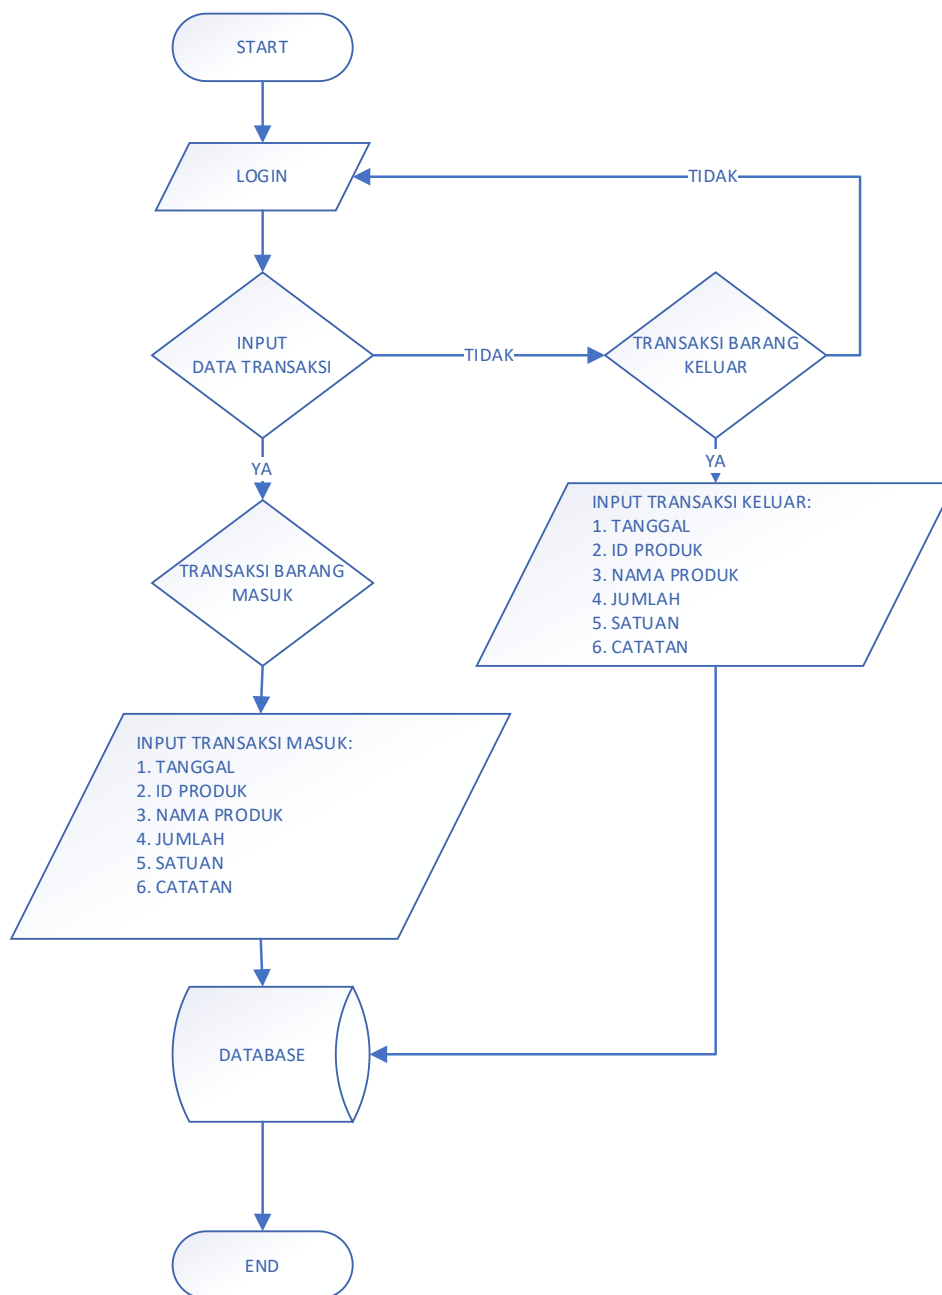 START
LOGIN
TIDAK
INPUT
DATA TRANSAKSI
TIDAK
TRANSAKSI BARANG
KELUAR
YA
YA
INPUT TRANSAKSI KELUAR:
1. TANGGAL
2. ID PRODUK
3. NAMA PRODUK
4. JUMLAH
5. SATUAN
6. CATATAN
TRANSAKSI BARANG
MASUK
INPUT TRANSAKSI MASUK:
1. TANGGAL
2. ID PRODUK
3. NAMA PRODUK
4. JUMLAH
5. SATUAN
6. CATATAN
DATABASE
END